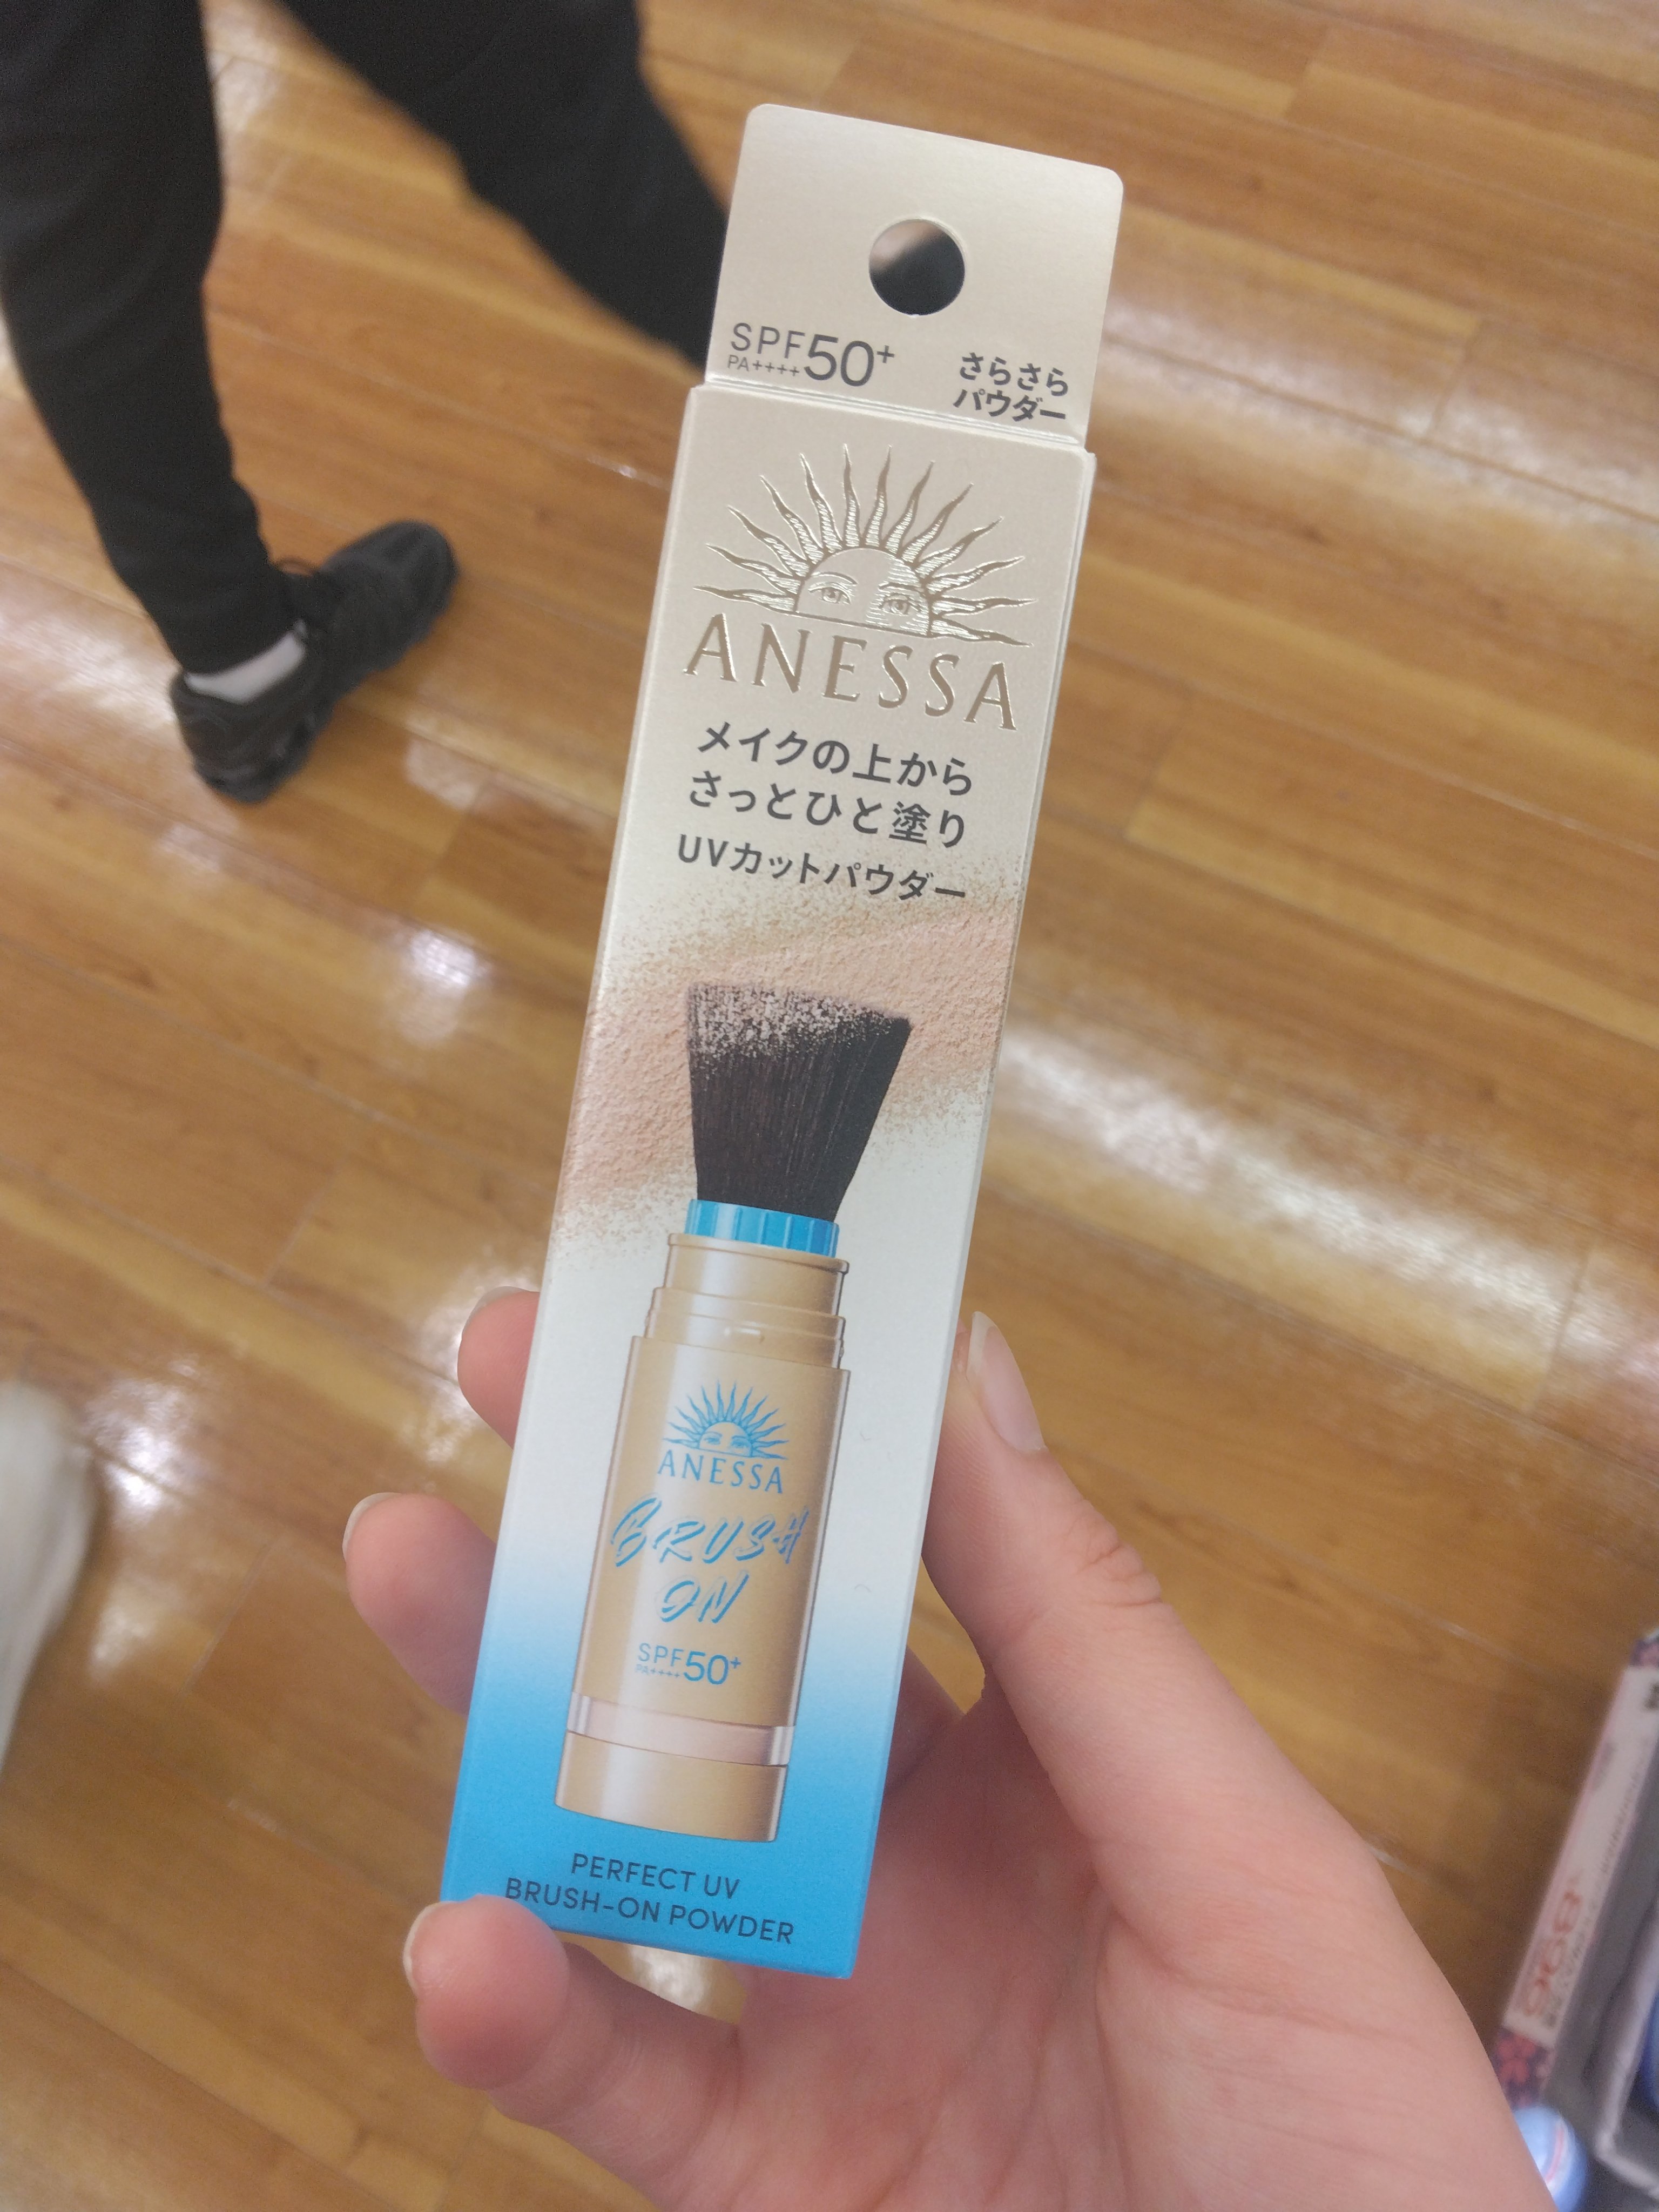 SPF50+
PA++++
さらさら
パウダー
ANESSA
メイクの上から
さっとひと塗り
UVカットパウダー
ANESSA
BRUSH
ON
SPF50+
PA++++
PERFECT UV
BRUSH-ON POWDER